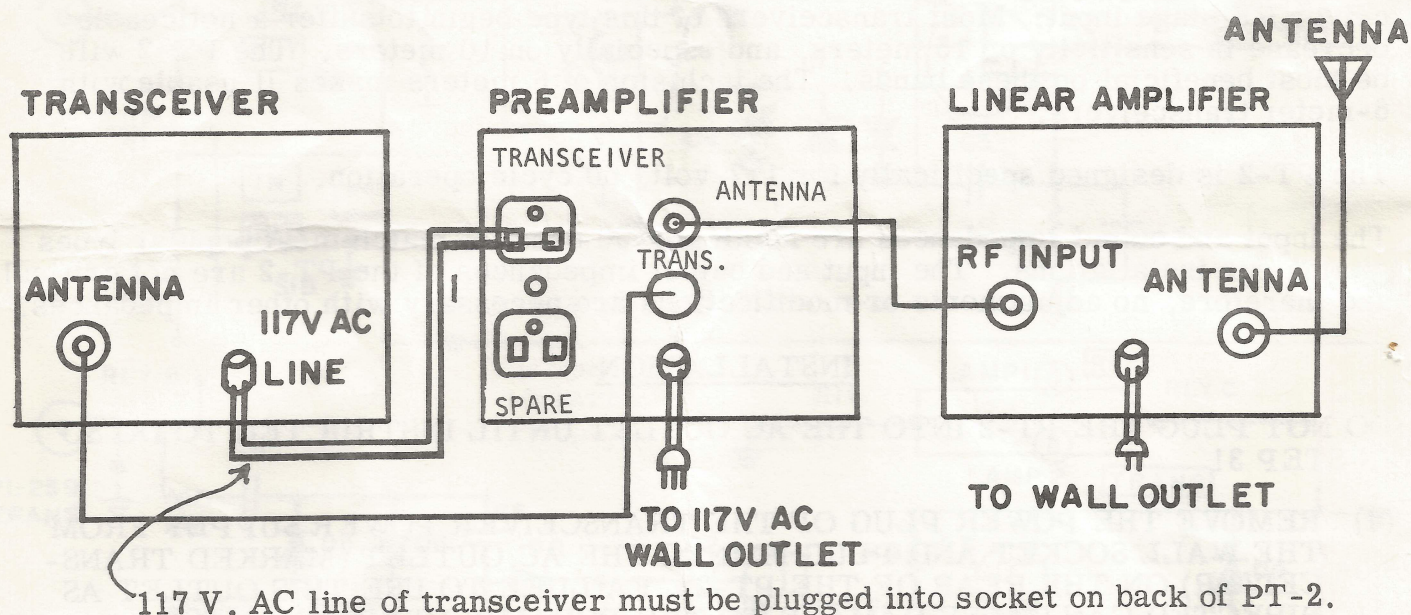 ANTENNA
TRANSCEIVER
PREAMPLIFIER
LINEAR AMPLIFIER
TRANSCEIVER
ANTENNA
TRANS.
RF INPUT
ANTENNA
ANTENNA
117V AC
LINE
SPARE
TO 117V AC
WALL OUTLET
TO WALL OUTLET
117 V. AC line of transceiver must be plugged into socket on back of PT-2.